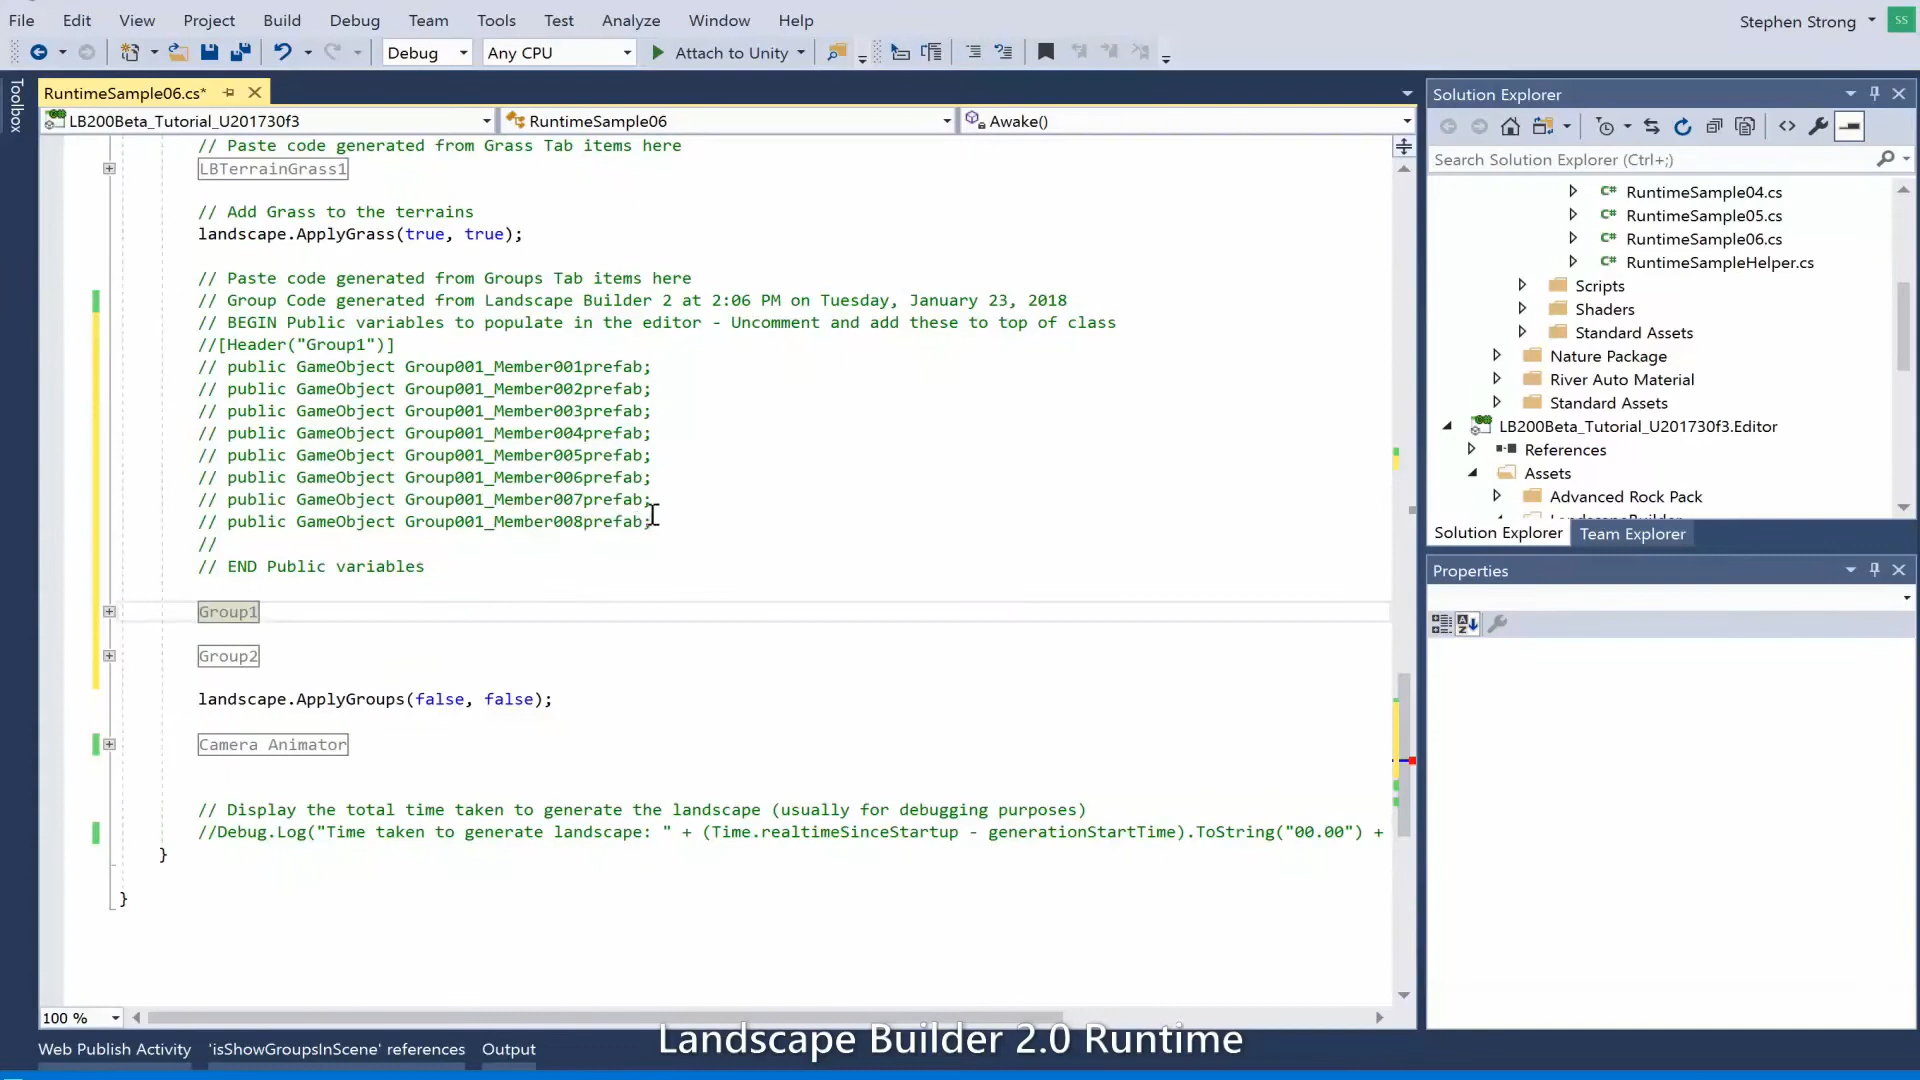 File Edit View Project Build Debug Team Tools Test Analyze Window Help Stephen Strong SS
Debug Any CPU Attach to Unity
Toolbox
RuntimeSample06.cs*
LB200Beta_Tutorial_U201730f3 RuntimeSample06 Awake()
// Paste code generated from Grass Tab items here
LBTerrainGrass1
// Add Grass to the terrains
landscape.ApplyGrass(true, true);
// Paste code generated from Groups Tab items here
// Group Code generated from Landscape Builder 2 at 2:06 PM on Tuesday, January 23, 2018
// BEGIN Public variables to populate in the editor - Uncomment and add these to top of class
//[Header("Group1")]
// public GameObject Group001_Member001prefab;
// public GameObject Group001_Member002prefab;
// public GameObject Group001_Member003prefab;
// public GameObject Group001_Member004prefab;
// public GameObject Group001_Member005prefab;
// public GameObject Group001_Member006prefab;
// public GameObject Group001_Member007prefab;
// public GameObject Group001_Member008prefab;
//
// END Public variables
Group1
Group2
landscape.ApplyGroups(false, false);
Camera Animator
// Display the total time taken to generate the landscape (usually for debugging purposes)
//Debug.Log("Time taken to generate landscape: " + (Time.realtimeSinceStartup - generationStartTime).ToString("00.00") +
}
}
100 %
Solution Explorer
Search Solution Explorer (Ctrl+;)
C# RuntimeSample04.cs
C# RuntimeSample05.cs
C# RuntimeSample06.cs
C# RuntimeSampleHelper.cs
Scripts
Shaders
Standard Assets
Nature Package
River Auto Material
Standard Assets
LB200Beta_Tutorial_U201730f3.Editor
References
Assets
Advanced Rock Pack
Solution Explorer Team Explorer
Properties
Web Publish Activity 'isShowGroupsInScene' references Output
Landscape Builder 2.0 Runtime